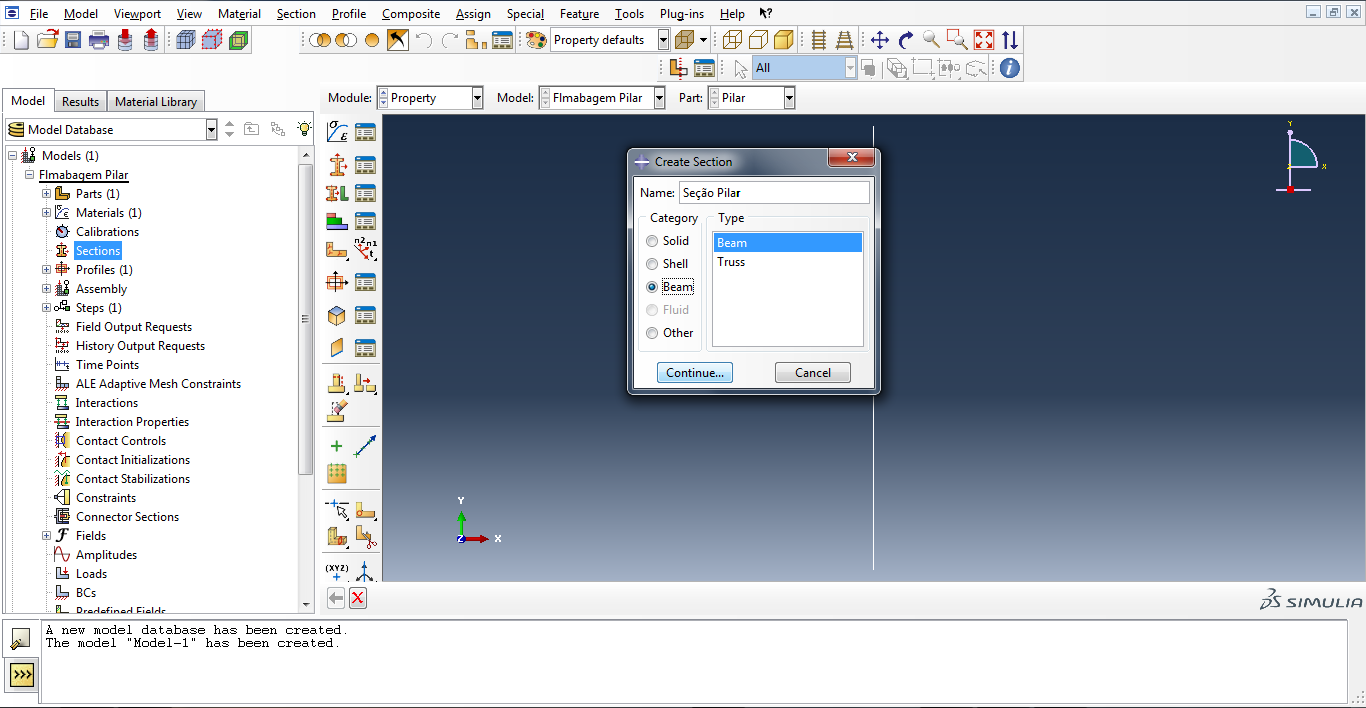 File Model Viewport View Material Section Profile Composite Assign Special Feature Tools Plug-ins Help
Property defaults
All
Model Results Material Library
Module: Property Model: Flmabagem Pilar Part: Pilar
Model Database
Models (1)
Flmabagem Pilar
Parts (1)
Materials (1)
Calibrations
Sections
Profiles (1)
Assembly
Steps (1)
Field Output Requests
History Output Requests
Time Points
ALE Adaptive Mesh Constraints
Interactions
Interaction Properties
Contact Controls
Contact Initializations
Contact Stabilizations
Constraints
Connector Sections
Fields
Amplitudes
Loads
BCs
Predefined Fields
σ ε
n2 n1 t
(XYZ)
Create Section
Name: Seção Pilar
Category Type
Solid Beam
Shell Truss
Beam
Fluid
Other
Continue... Cancel
Y
X
Y
Z X
SIMULIA
A new model database has been created.
The model "Model-1" has been created.
>>>